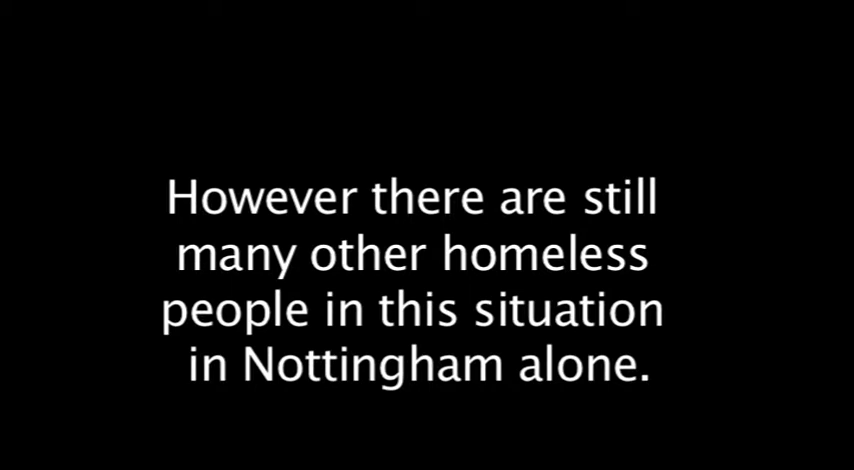 However there are still
many other homeless
people in this situation
in Nottingham alone.